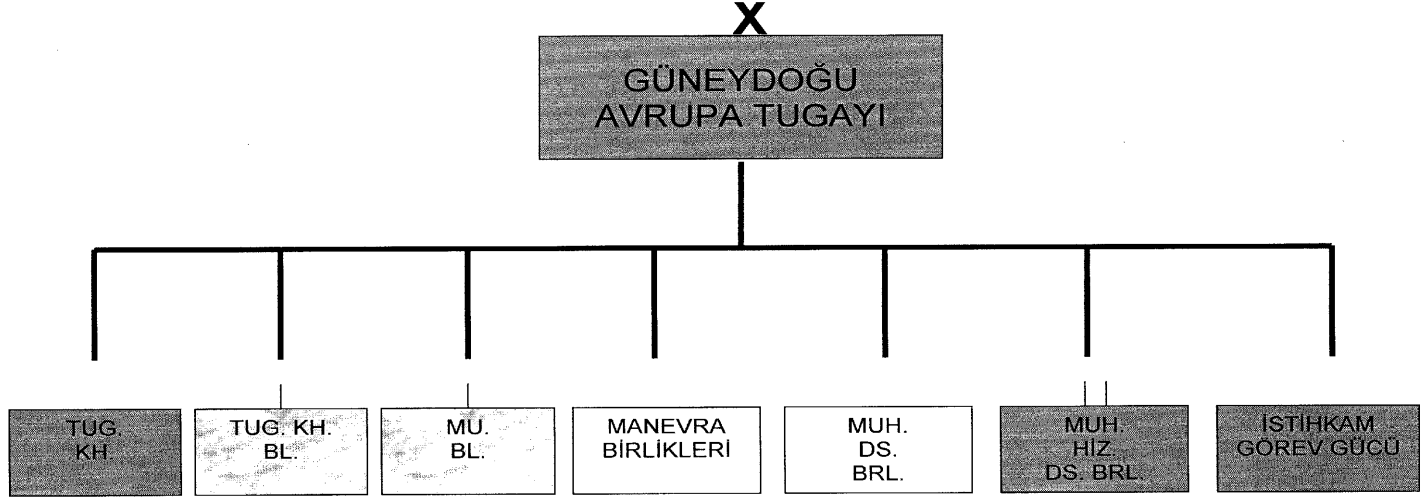 X
GÜNEYDOĞU
AVRUPA TUGAYI
TUG.
KH
TUG. KH.
BL.
MU.
BL.
MANEVRA
BİRLİKLERİ
MUH.
DS.
BRL.
MUH.
HİZ.
DS. BRL.
İSTİHKAM
GÖREV GÜCÜ